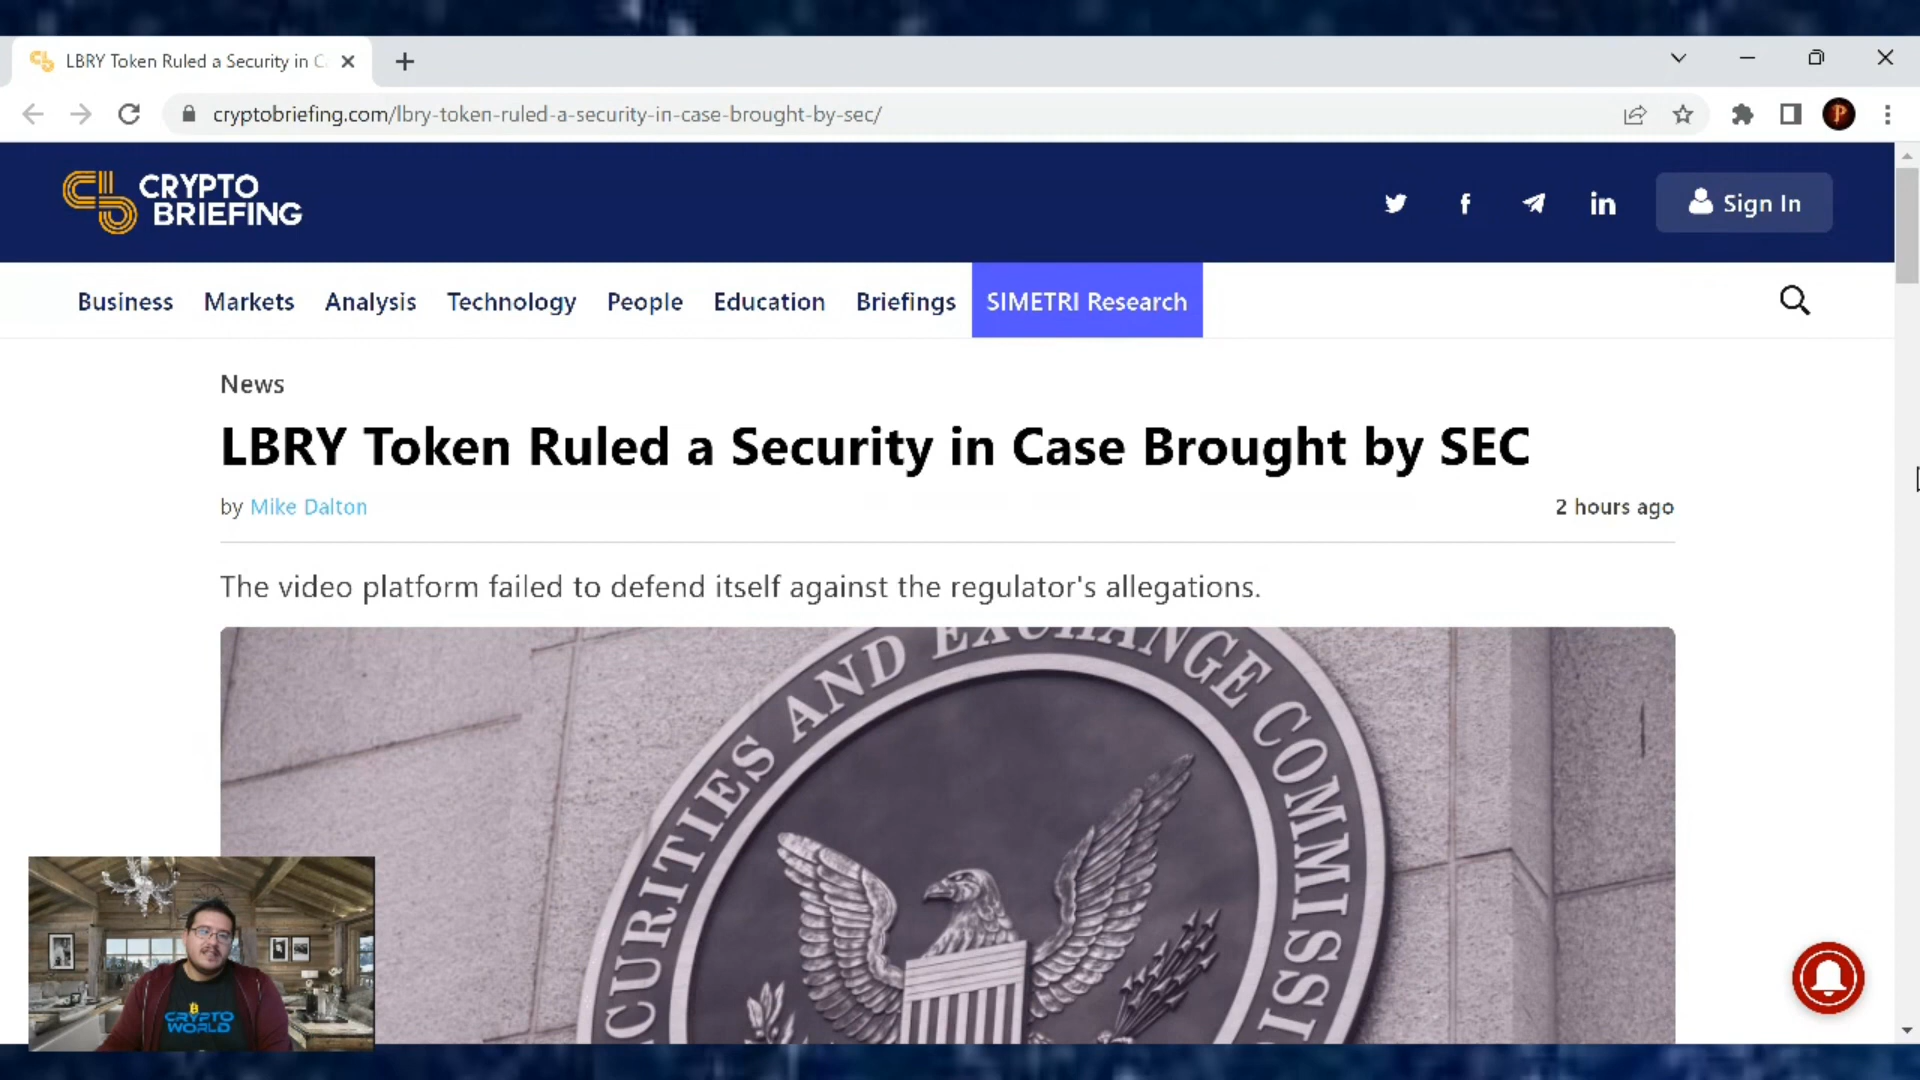 LBRY Token Ruled a Security in C
cryptobriefing.com/lbry-token-ruled-a-security-in-case-brought-by-sec/
P
CRYPTO
BRIEFING
f
in
Sign In
Business Markets Analysis Technology People Education Briefings SIMETRI Research
News
LBRY Token Ruled a Security in Case Brought by SEC
by Mike Dalton
2 hours ago
The video platform failed to defend itself against the regulator's allegations.
CURITIES AND EXCHANGE COMMISSI
CRYPTO
WORLD